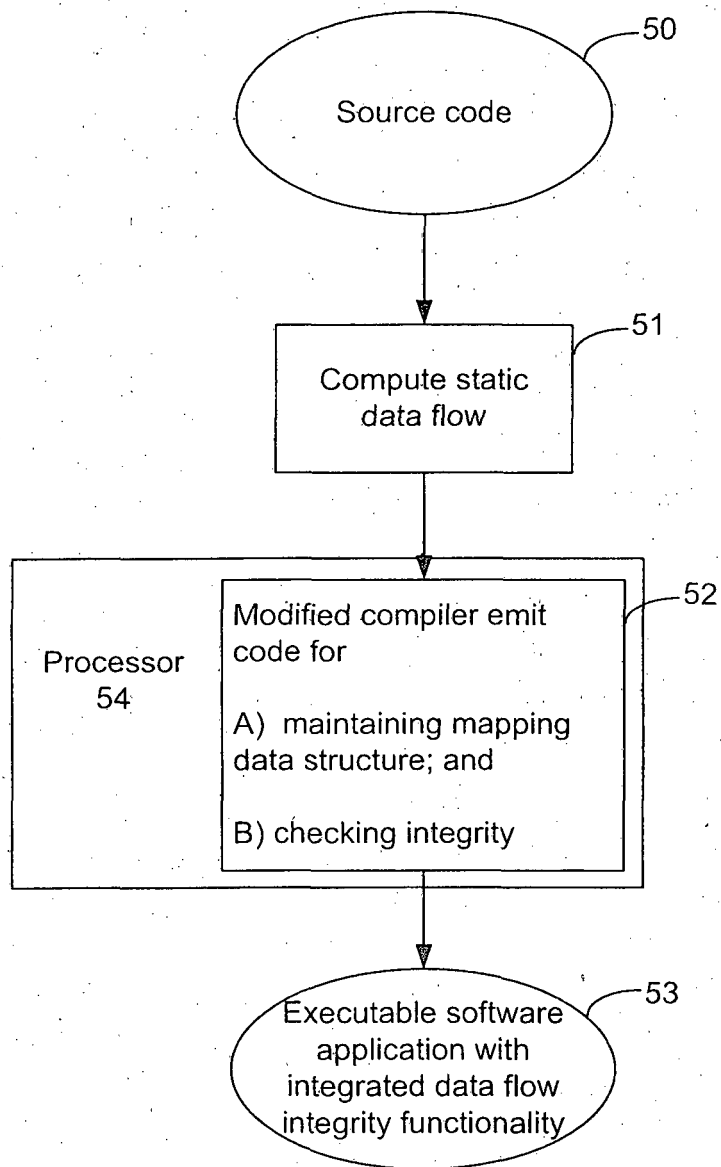 50
Source code
51
Compute static
data flow
52
Modified compiler emit
code for
Processor
54
A) maintaining mapping
data structure; and
B) checking integrity
53
Executable software
application with
integrated data flow
integrity functionality